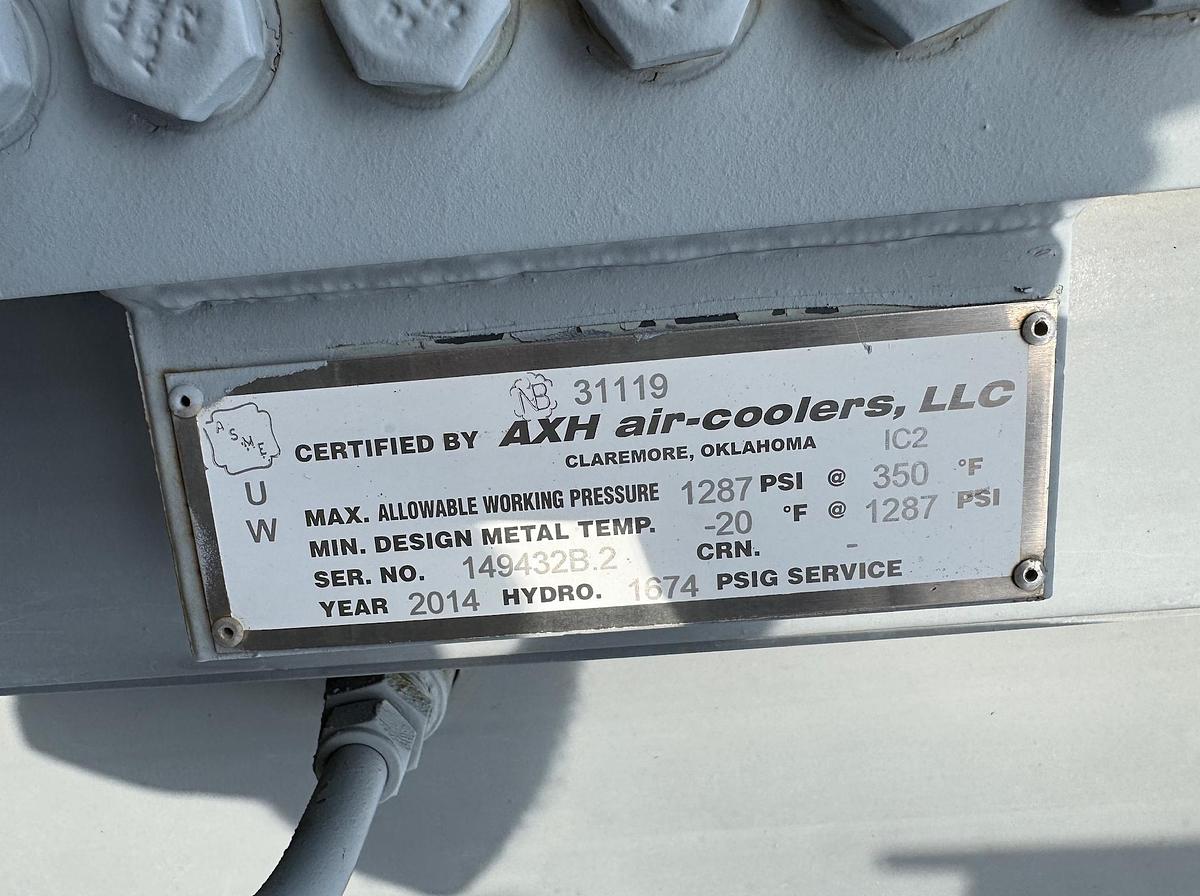 NB 31119
ASME
CERTIFIED BY AXH air-coolers, LLC
CLAREMORE, OKLAHOMA IC2
U
W
MAX. ALLOWABLE WORKING PRESSURE 1287 PSI @ 350 °F
MIN. DESIGN METAL TEMP. -20 °F @ 1287 PSI
SER. NO. 149432B.2 CRN. -
YEAR 2014 HYDRO. 1674 PSIG SERVICE